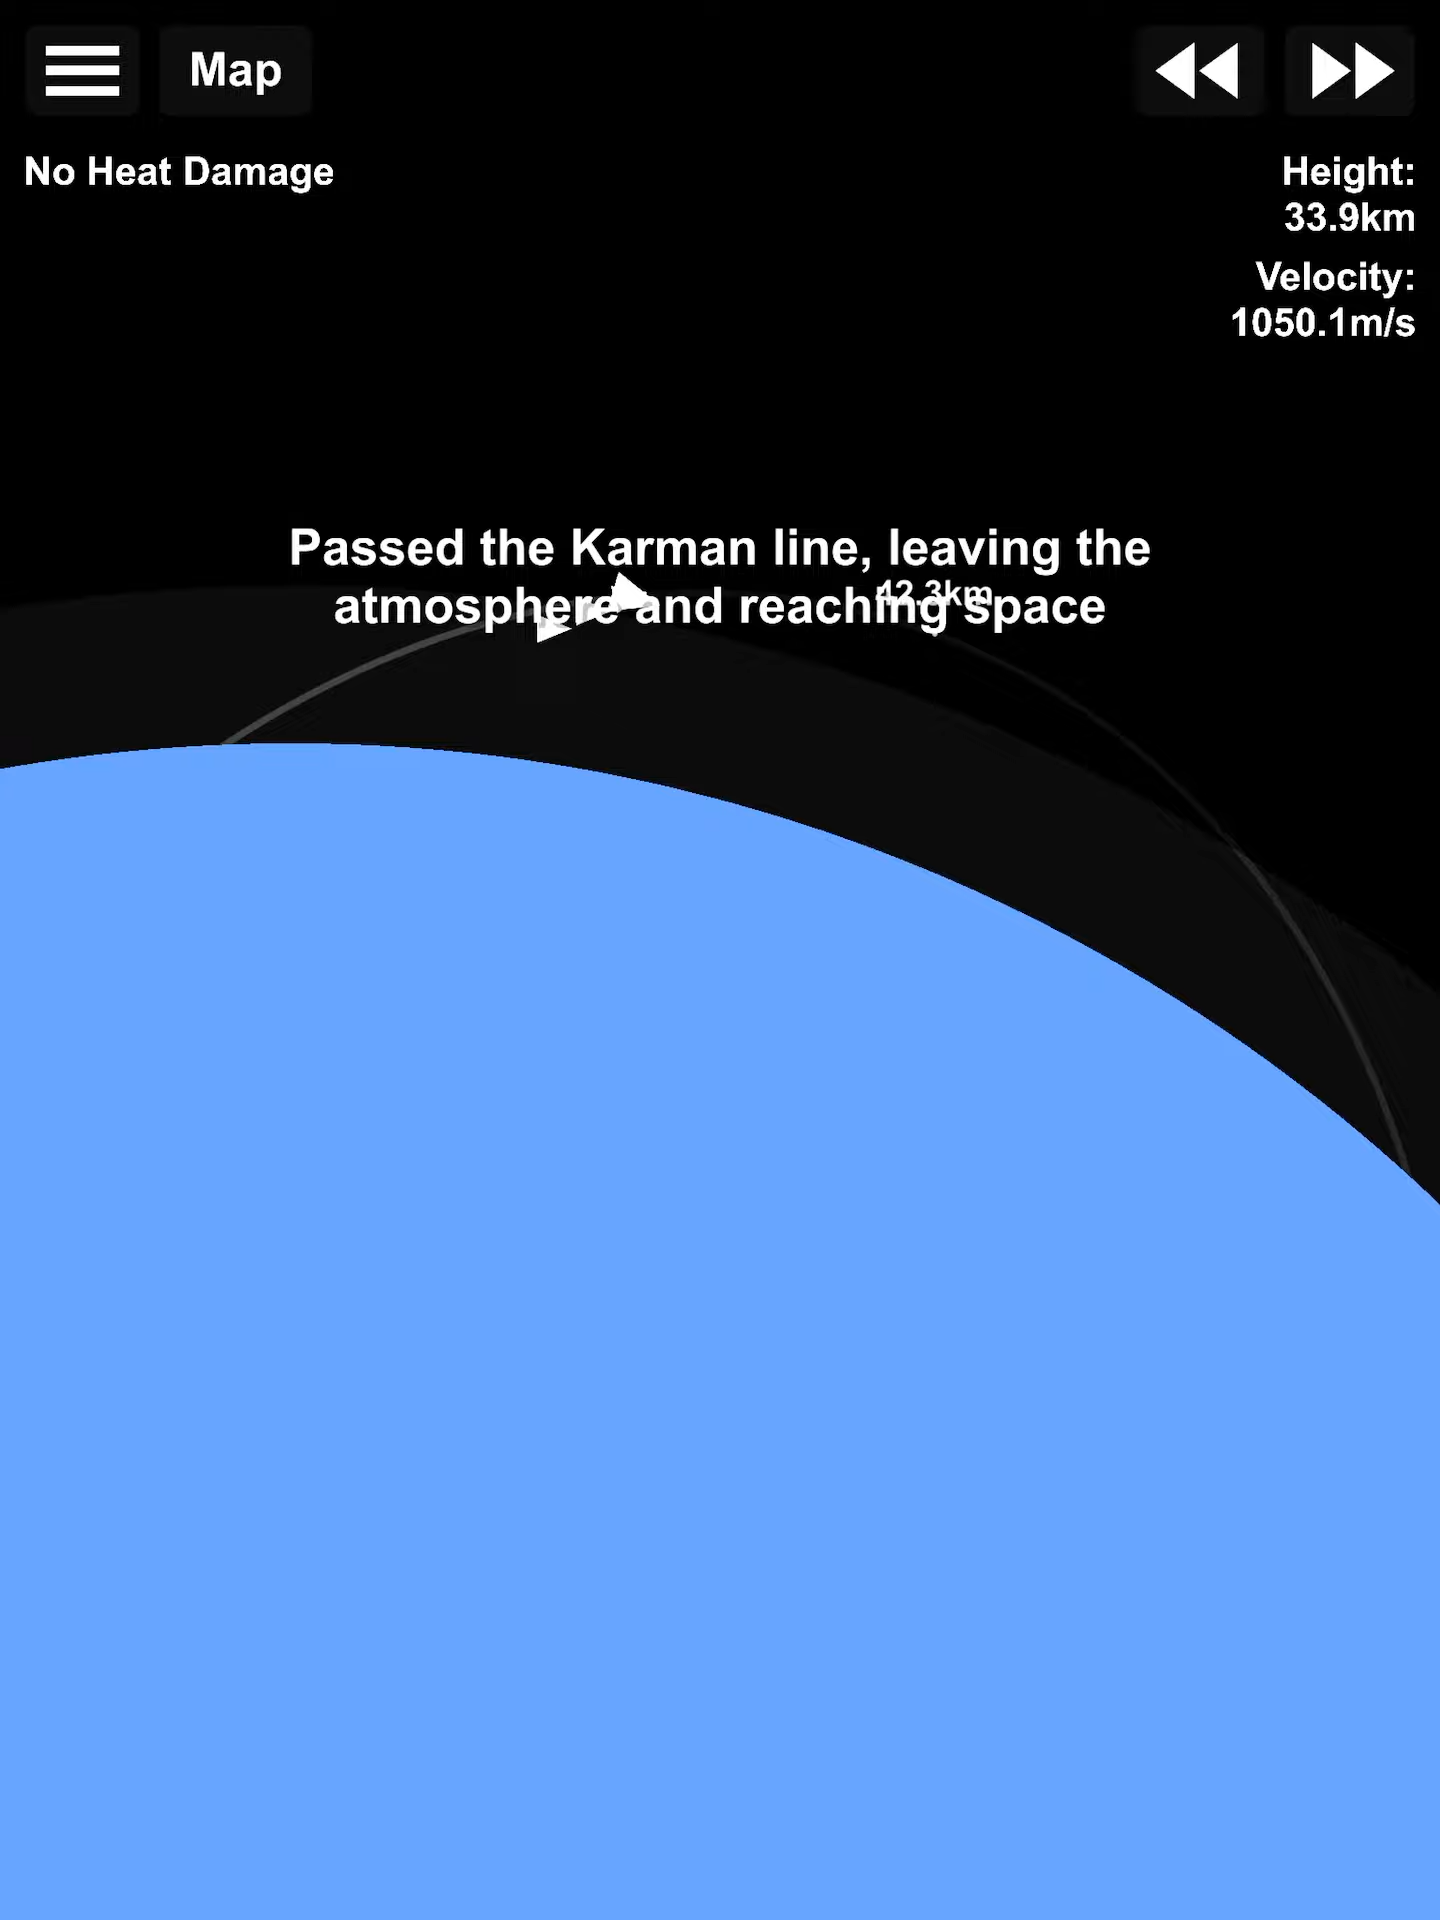 Map
No Heat Damage
Height:
33.9km
Velocity:
1050.1m/s
Passed the Karman line, leaving the
42.3km
atmosphere and reaching space